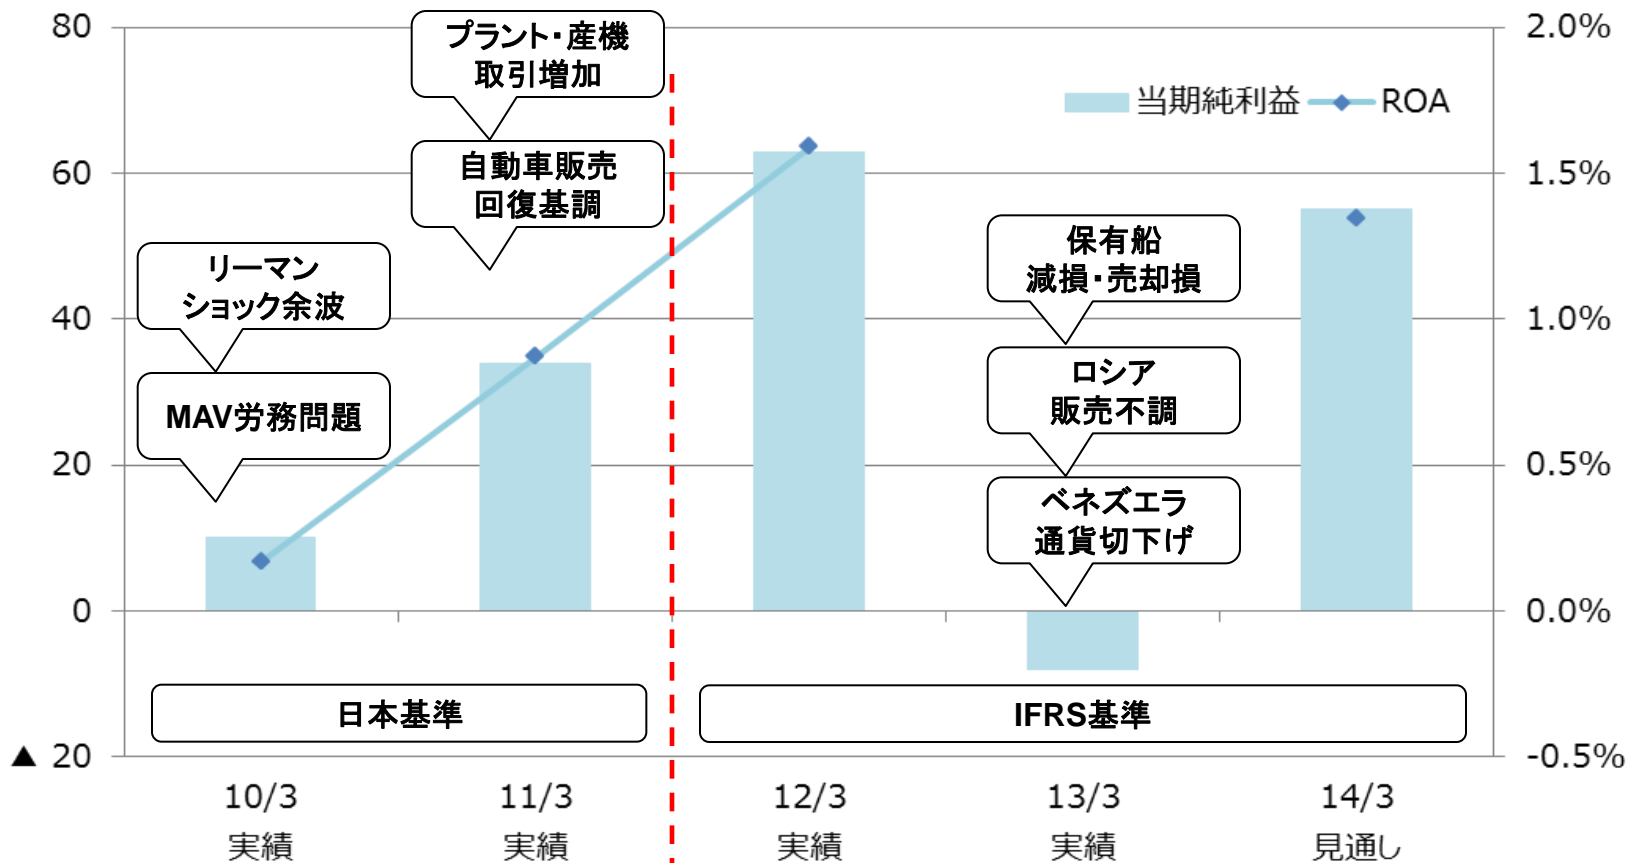 80
60
40
20
0
▲ 20
2.0%
1.5%
1.0%
0.5%
0.0%
-0.5%
当期純利益
ROA
リーマン
ショック余波
MAV労務問題
プラント・産機
取引増加
自動車販売
回復基調
保有船
減損・売却損
ロシア
販売不調
ベネズエラ
通貨切下げ
日本基準
IFRS基準
10/3
実績
11/3
実績
12/3
実績
13/3
実績
14/3
見通し